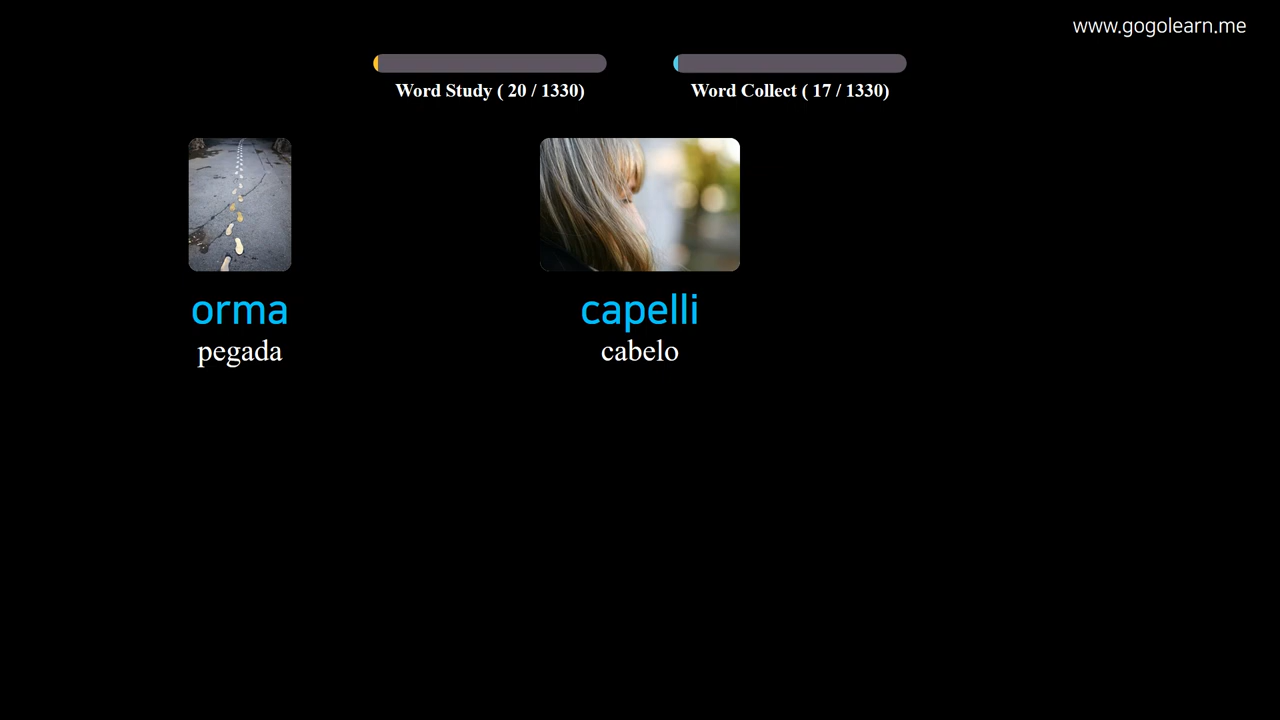 www.gogolearn.me
Word Study ( 20 / 1330)
Word Collect ( 17 / 1330)
orma
capelli
pegada
cabelo